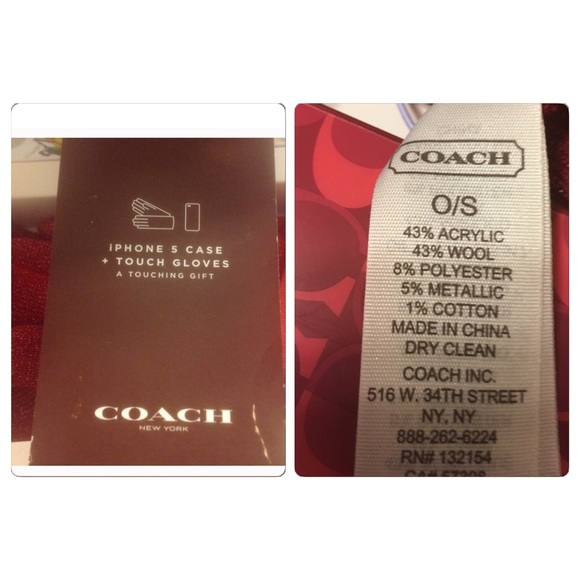 iPHONE 5 CASE
+ TOUCH GLOVES
A TOUCHING GIFT
COACH
NEW YORK
COACH
O/S
43% ACRYLIC
43% WOOL
8% POLYESTER
5% METALLIC
1% COTTON
MADE IN CHINA
DRY CLEAN
COACH INC.
516 W. 34TH STREET
NY, NY
888-262-6224
RN# 132154